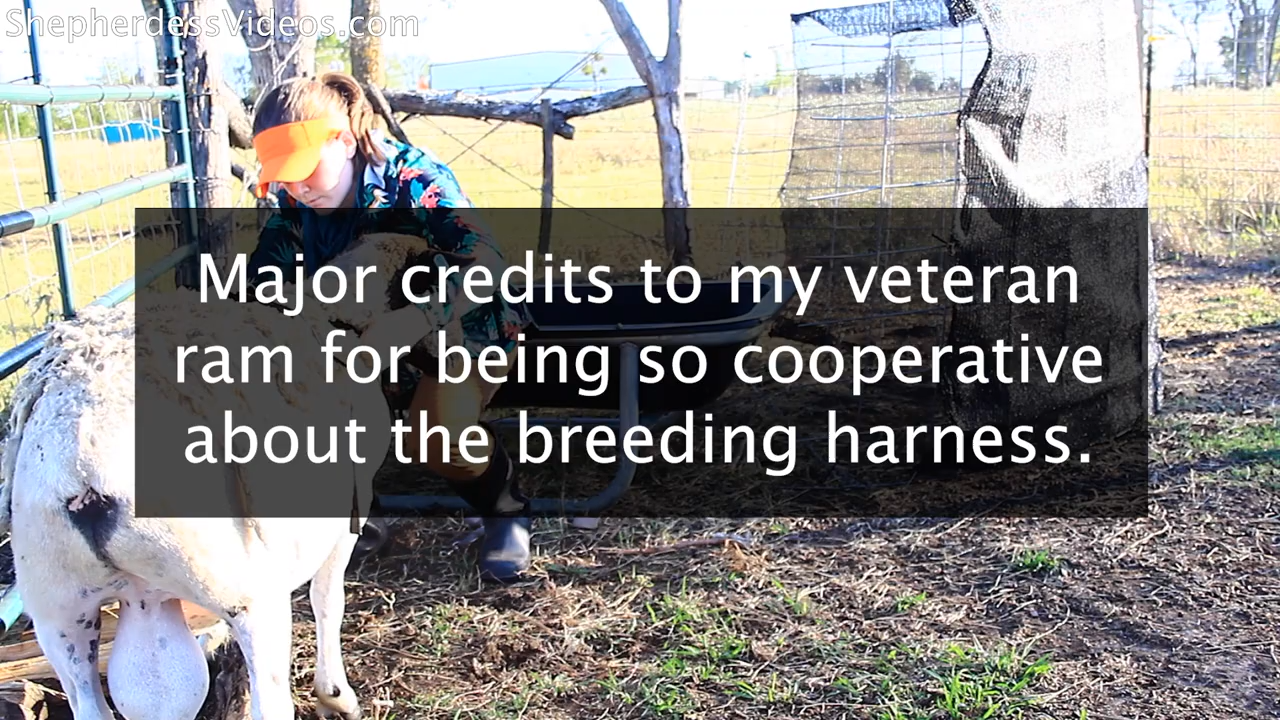 ShepherdessVideos.com
Major credits to my veteran
ram for being so cooperative
about the breeding harness.